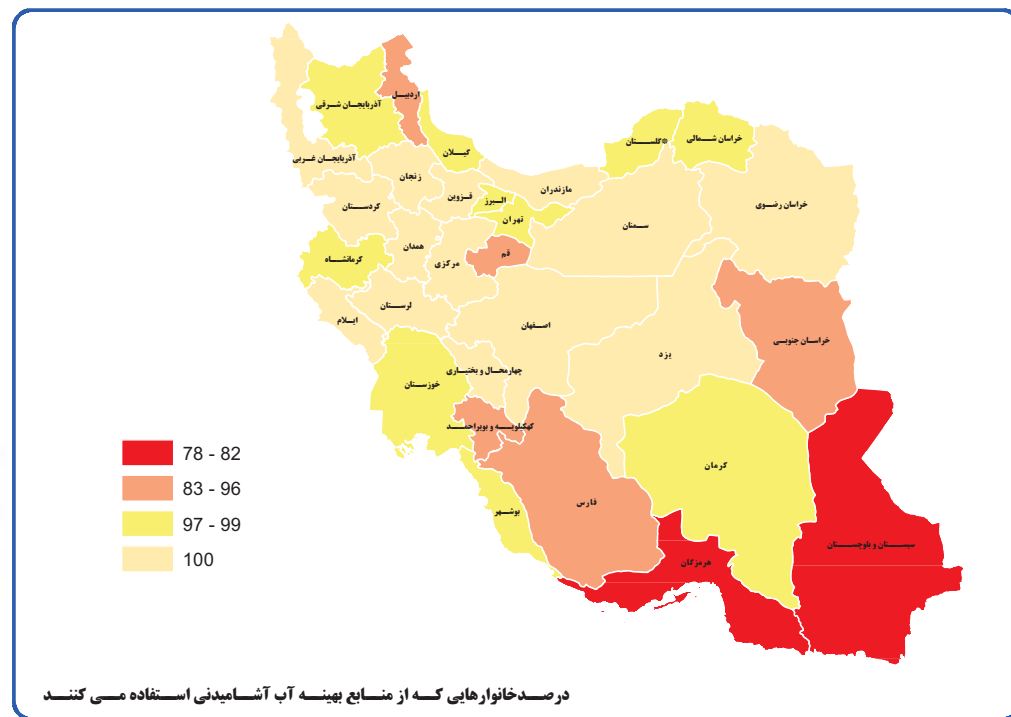 اردبیل
آذربایجان شرقی
خراسان شمالی
گلستان*
گیلان
آذربایجان غربی
زنجان
مازندران
قزوین
البرز
خراسان رضوی
کردستان
تهران
سمنان
همدان
قم
کرمانشاه
مرکزی
لرستان
ایلام
اصفهان
خراسان جنوبی
یزد
چهارمحال و بختیاری
خوزستان
کهکیلویه و بویراحمد
78 - 82
کرمان
83 - 96
فارس
بوشهر
97 - 99
سیستان و بلوچستان
100
هرمزگان
درصدخانوارهایی که از منابع بهینه آب آشامیدنی استفاده می کنند